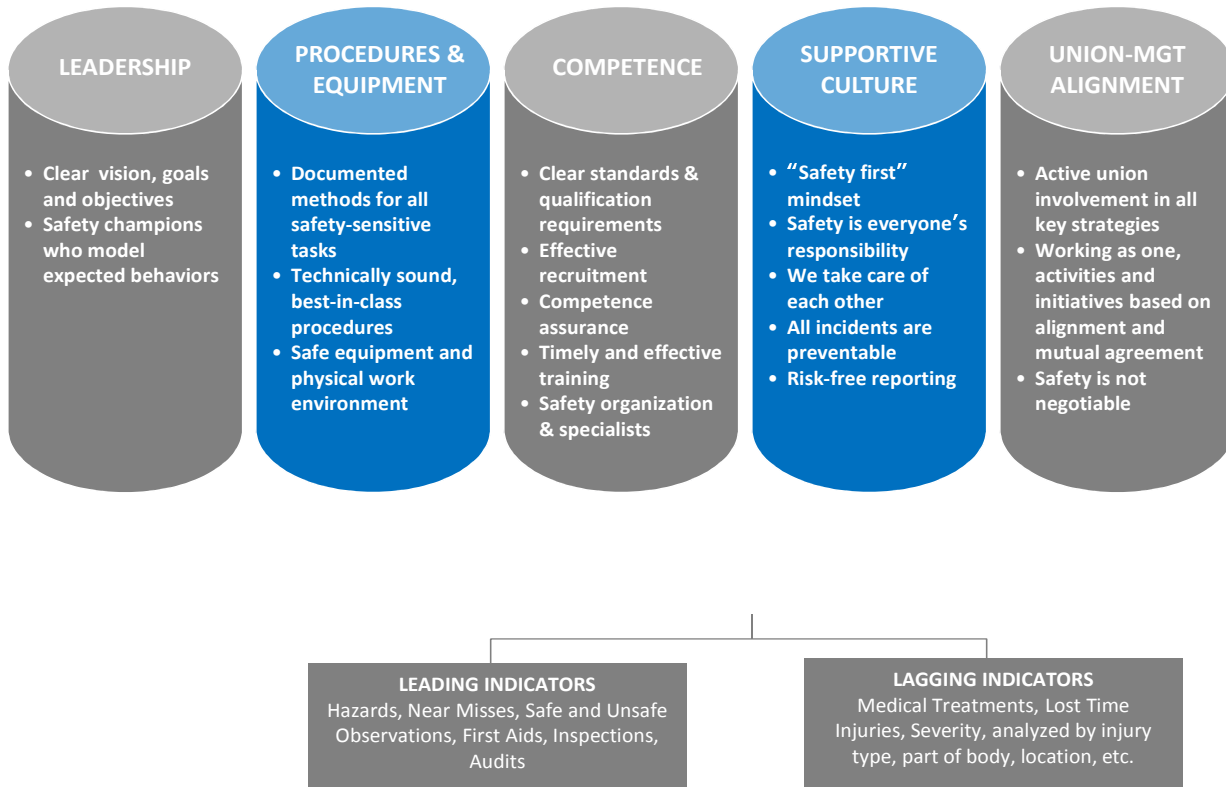 LEADERSHIP
• Clear vision, goals
and objectives
• Safety champions
who model
expected behaviors
PROCEDURES &
EQUIPMENT
• Documented
methods for all
safety-sensitive
tasks
• Technically sound,
best-in-class
procedures
• Safe equipment and
physical work
environment
COMPETENCE
• Clear standards &
qualification
requirements
• Effective
recruitment
• Competence
assurance
• Timely and effective
training
• Safety organization
& specialists
SUPPORTIVE
CULTURE
• “Safety first”
mindset
• Safety is everyone’s
responsibility
• We take care of
each other
• All incidents are
preventable
• Risk-free reporting
UNION-MGT
ALIGNMENT
• Active union
involvement in all
key strategies
• Working as one,
activities and
initiatives based on
alignment and
mutual agreement
• Safety is not
negotiable
LEADING INDICATORS
Hazards, Near Misses, Safe and Unsafe
Observations, First Aids, Inspections,
Audits
LAGGING INDICATORS
Medical Treatments, Lost Time
Injuries, Severity, analyzed by injury
type, part of body, location, etc.